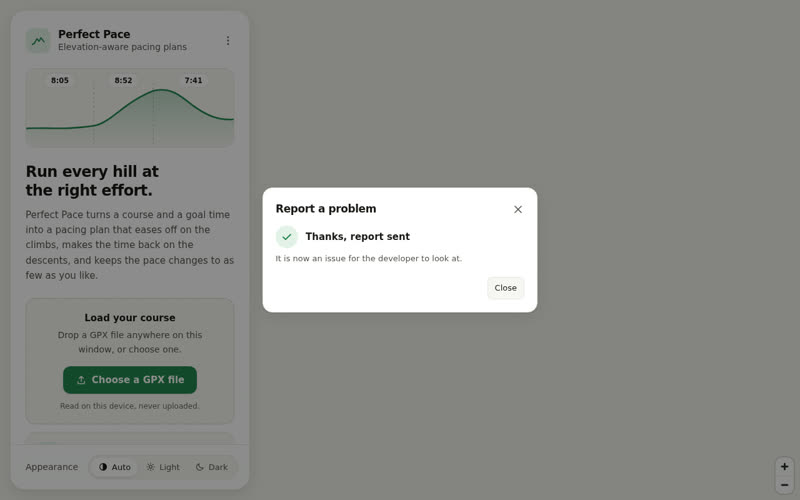 Perfect Pace
Elevation-aware pacing plans
8:05
8:52
7:41
Run every hill at
the right effort.
Perfect Pace turns a course and a goal time
into a pacing plan that eases off on the
climbs, makes the time back on the
descents, and keeps the pace changes to as
few as you like.
Load your course
Drop a GPX file anywhere on this
window, or choose one.
Choose a GPX file
Read on this device, never uploaded.
Appearance
Auto
Light
Dark
Report a problem
Thanks, report sent
It is now an issue for the developer to look at.
Close
+
−